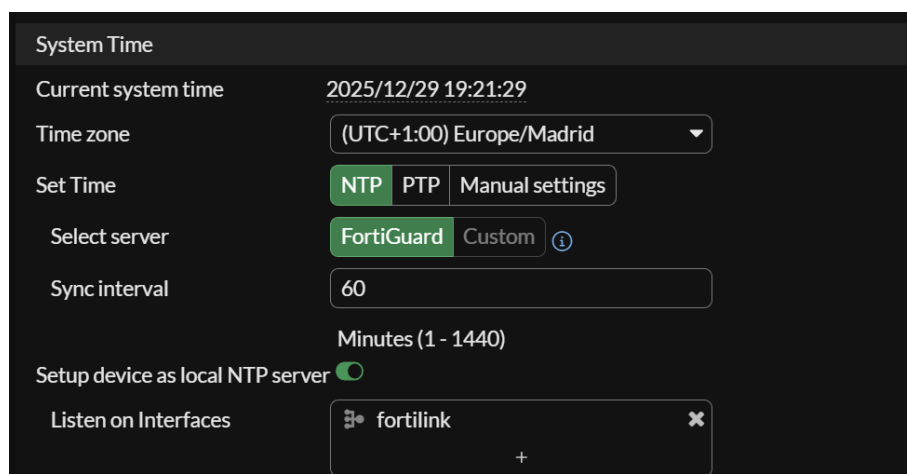 System Time
Current system time 2025/12/29 19:21:29
Time zone (UTC+1:00) Europe/Madrid
Set Time NTP PTP Manual settings
Select server FortiGuard Custom
Sync interval 60
Minutes (1 - 1440)
Setup device as local NTP server
Listen on Interfaces fortilink
+